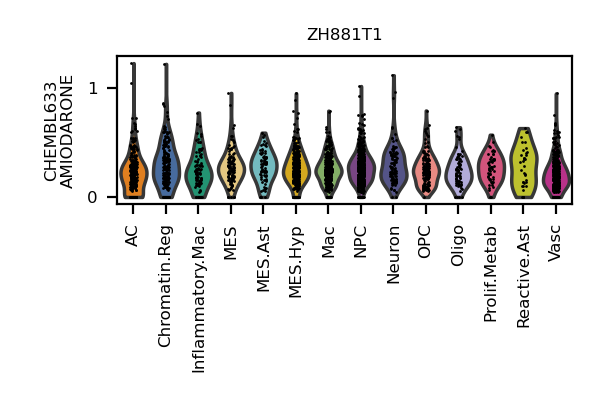 ZH881T1
CHEMBL633
AMIODARONE
1
0
AC
Chromatin.Reg
Inflammatory.Mac
MES
MES.Ast
MES.Hyp
Mac
NPC
Neuron
OPC
Oligo
Prolif.Metab
Reactive.Ast
Vasc